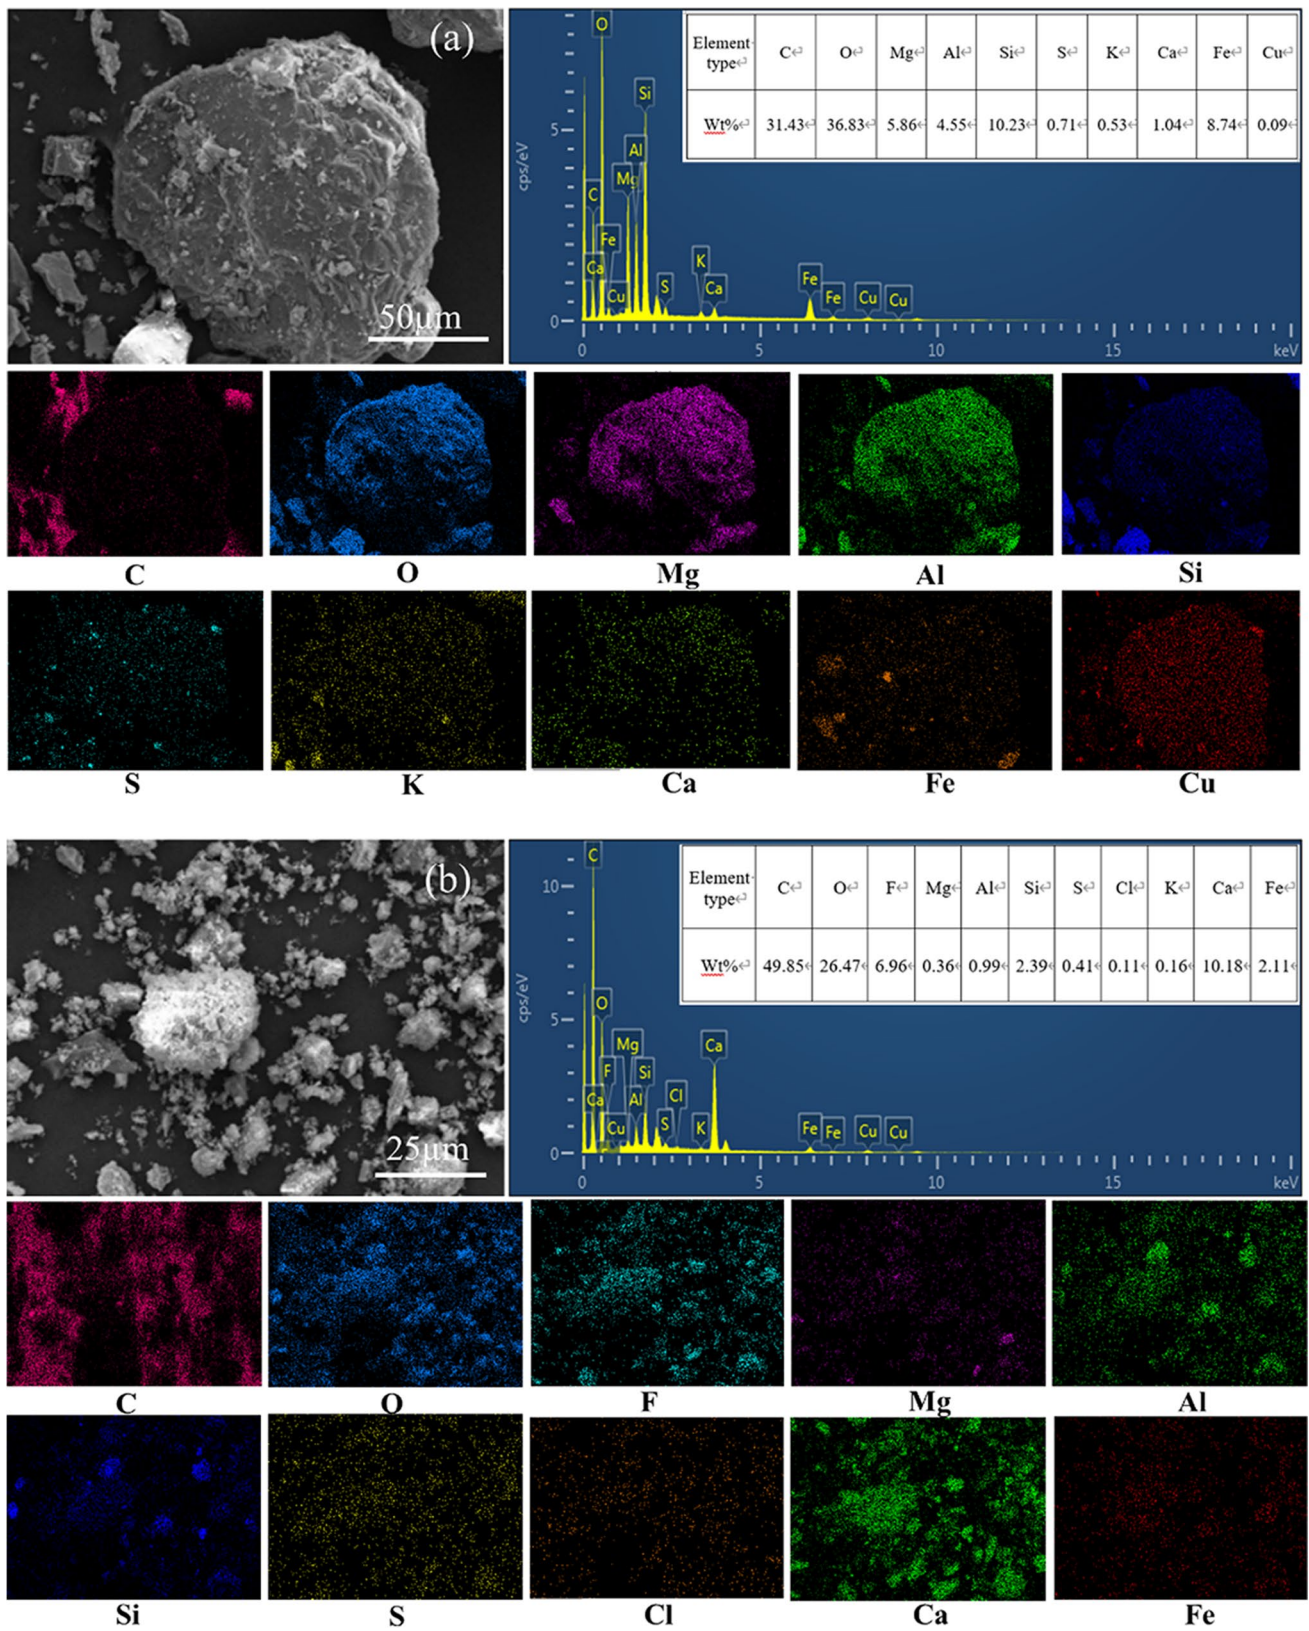 (a)
50μm
cps/eV
5
0
O
Si
Al
Mg
C
Fe
Ca
Cu
S
K
Ca
Fe
Fe
Cu
Cu
0 5 10 15 keV
Element type C O Mg Al Si S K Ca Fe Cu
Wt% 31.43 36.83 5.86 4.55 10.23 0.71 0.53 1.04 8.74 0.09
C O Mg Al Si
S K Ca Fe Cu
(b)
25μm
cps/eV
10
5
0
C
O
Mg
F
Si
Ca
Al
Cl
Cu
S
K
Ca
Fe
Fe
Cu
Cu
0 5 10 15 keV
Element type C O F Mg Al Si S Cl K Ca Fe
Wt% 49.85 26.47 6.96 0.36 0.99 2.39 0.41 0.11 0.16 10.18 2.11
C O F Mg Al
Si S Cl Ca Fe